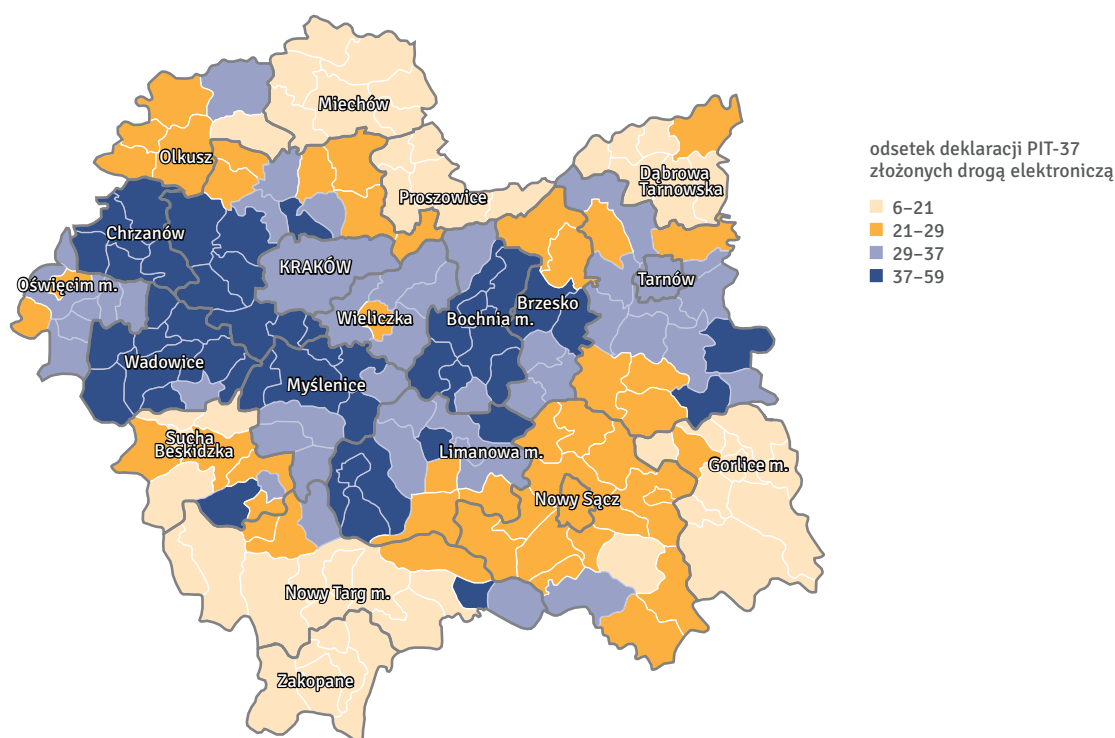 Miechów
Olkusz
Dąbrowa
Tarnowska
Proszowice
Chrzanów
KRAKÓW
Oświęcim m.
Tarnów
Brzesko
Wieliczka
Bochnia m.
Wadowice
Myślenice
Sucha
Beskidzka
Limanowa m.
Gorlice m.
Nowy Sącz
Nowy Targ m.
Zakopane
odsetek deklaracji PIT-37
złożonych drogą elektroniczą
6–21
21–29
29–37
37–59